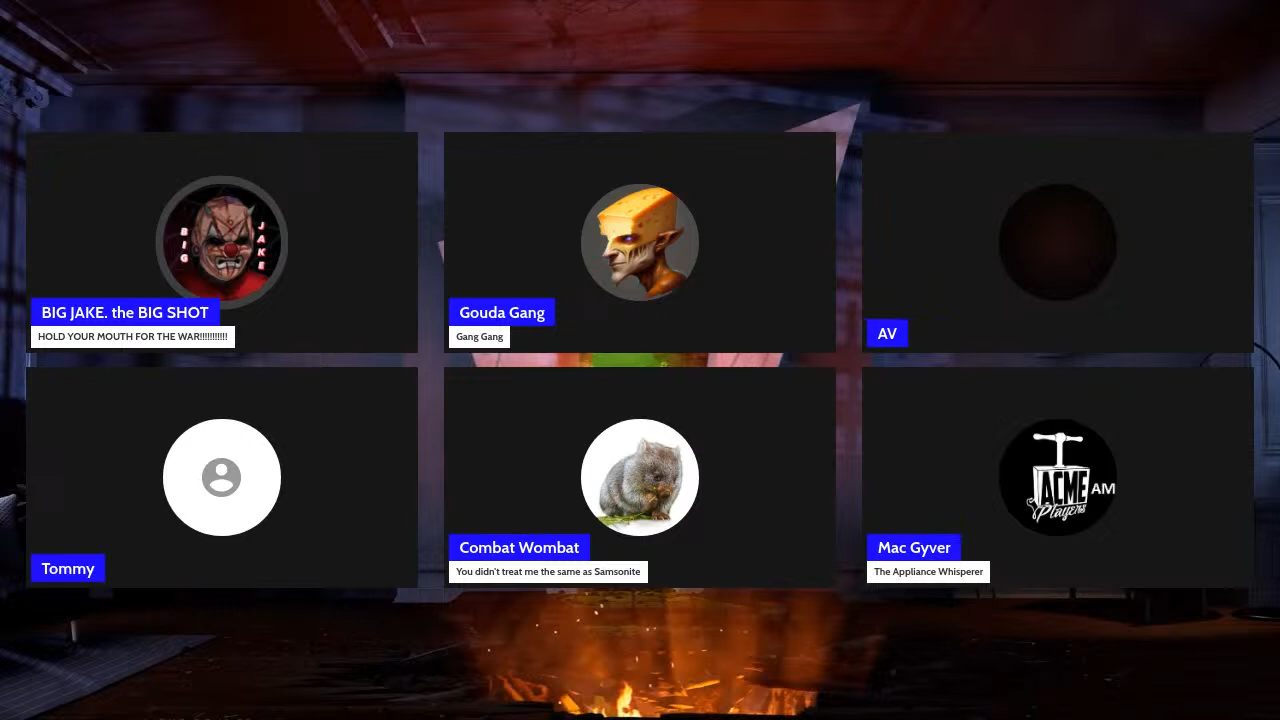 BIG
JAKE
BIG JAKE. the BIG SHOT
HOLD YOUR MOUTH FOR THE WAR!!!!!!!!!!!
Gouda Gang
Gang Gang
AV
Tommy
Combat Wombat
You didn't treat me the same as Samsonite
ACME AM
Players
Mac Gyver
The Appliance Whisperer